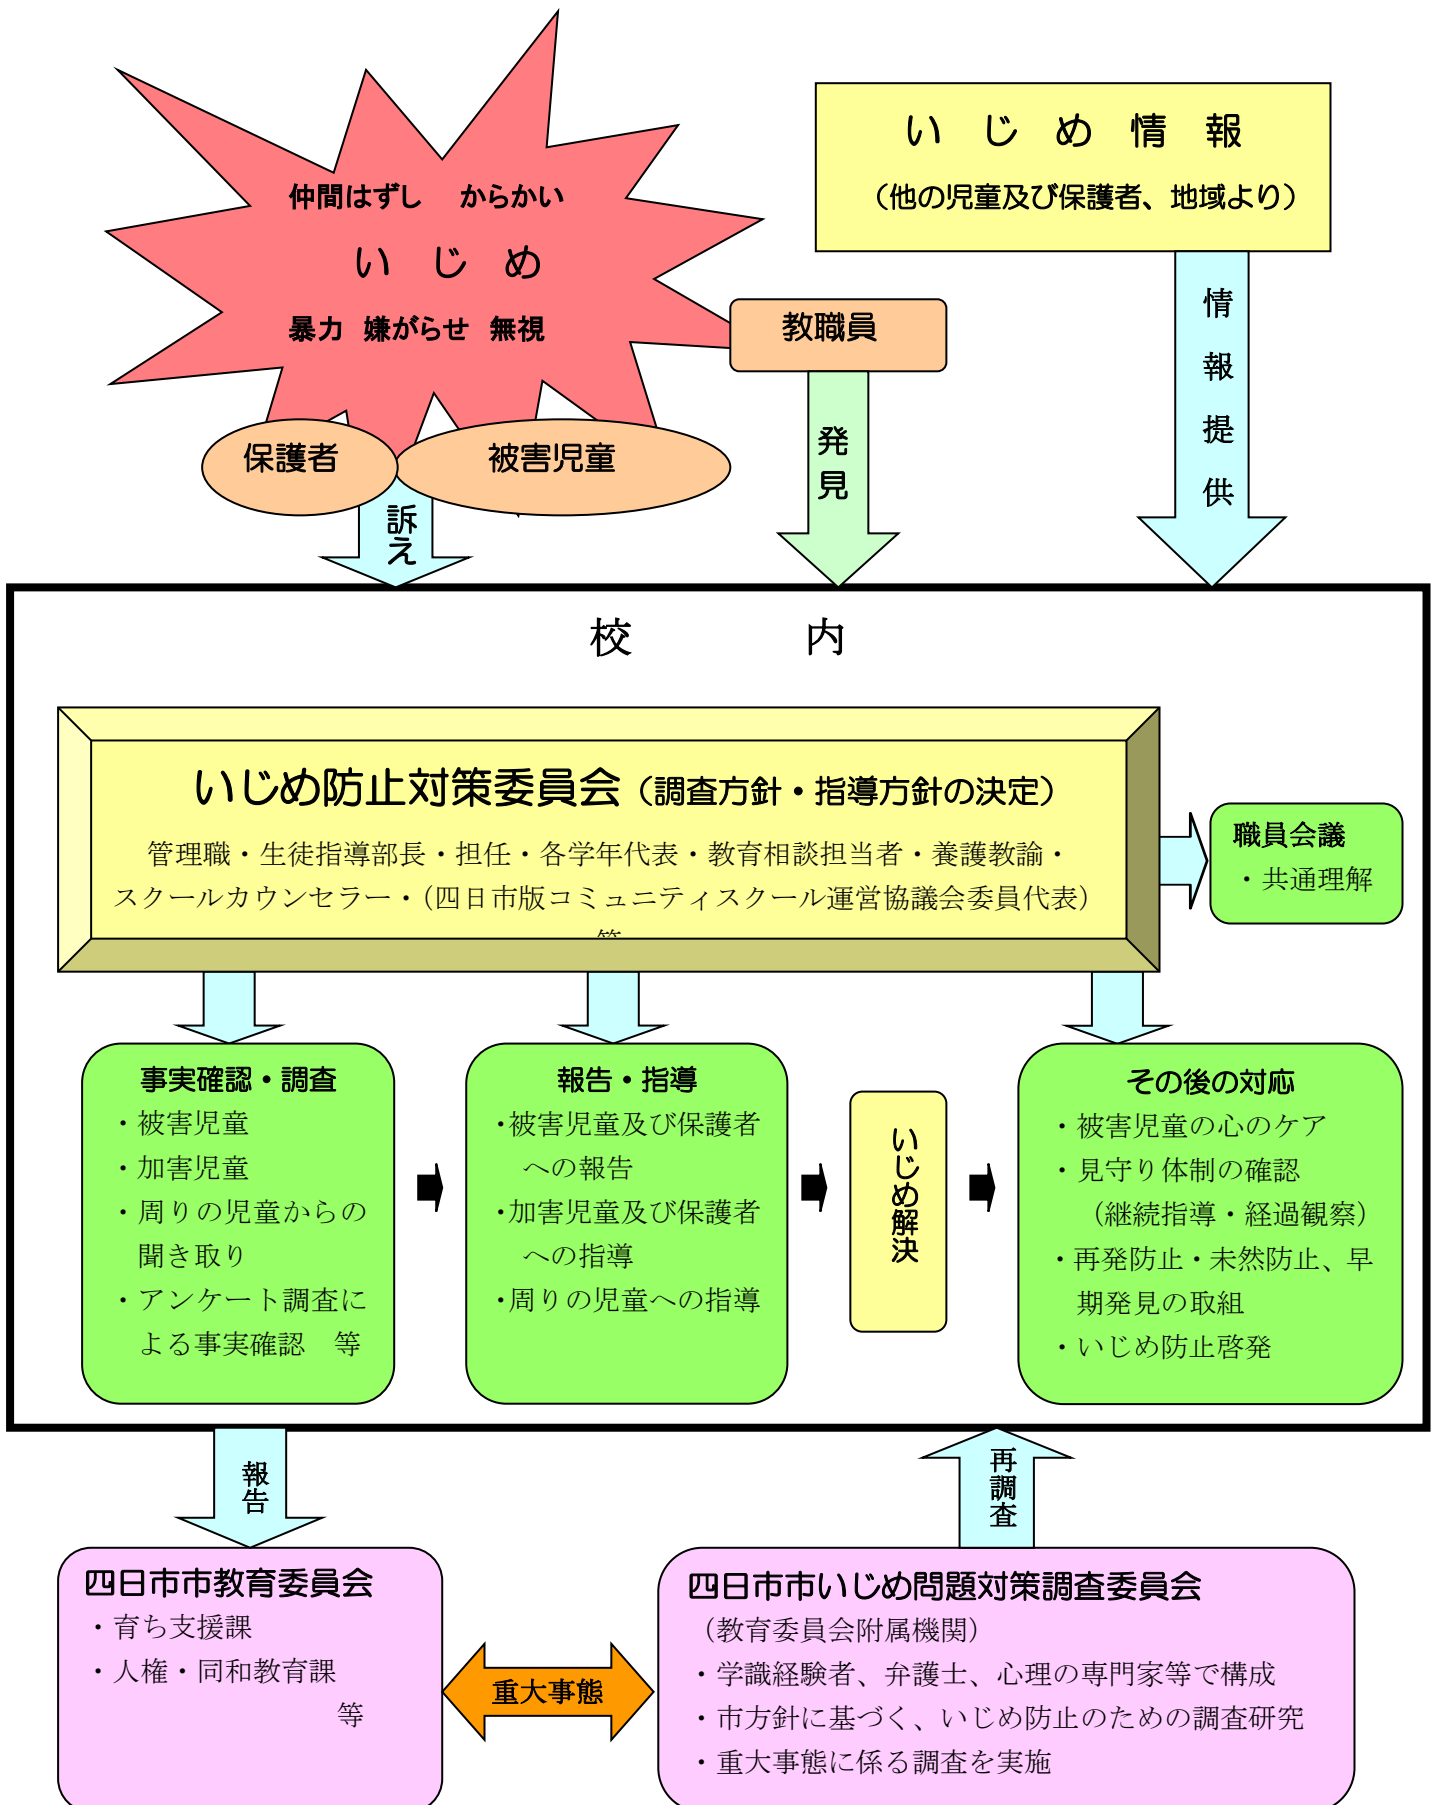 仲間はずし　からかい
い　じ　め
暴力　嫌がらせ　無視
い　じ　め　情　報
（他の児童及び保護者、地域より）
教職員
保護者
被害児童
訴え
発見
情報提供
校　　　　内
いじめ防止対策委員会（調査方針・指導方針の決定）
管理職・生徒指導部長・担任・各学年代表・教育相談担当者・養護教諭・
スクールカウンセラー・（四日市版コミュニティスクール運営協議会委員代表）
職員会議
・共通理解
事実確認・調査
・被害児童
・加害児童
・周りの児童からの
聞き取り
・アンケート調査に
よる事実確認　等
報告・指導
・被害児童及び保護者
への報告
・加害児童及び保護者
への指導
・周りの児童への指導
いじめ解決
その後の対応
・被害児童の心のケア
・見守り体制の確認
（継続指導・経過観察）
・再発防止・未然防止、早
期発見の取組
・いじめ防止啓発
報告
再調査
四日市市教育委員会
・育ち支援課
・人権・同和教育課
等
重大事態
四日市市いじめ問題対策調査委員会
（教育委員会附属機関）
・学識経験者、弁護士、心理の専門家等で構成
・市方針に基づく、いじめ防止のための調査研究
・重大事態に係る調査を実施